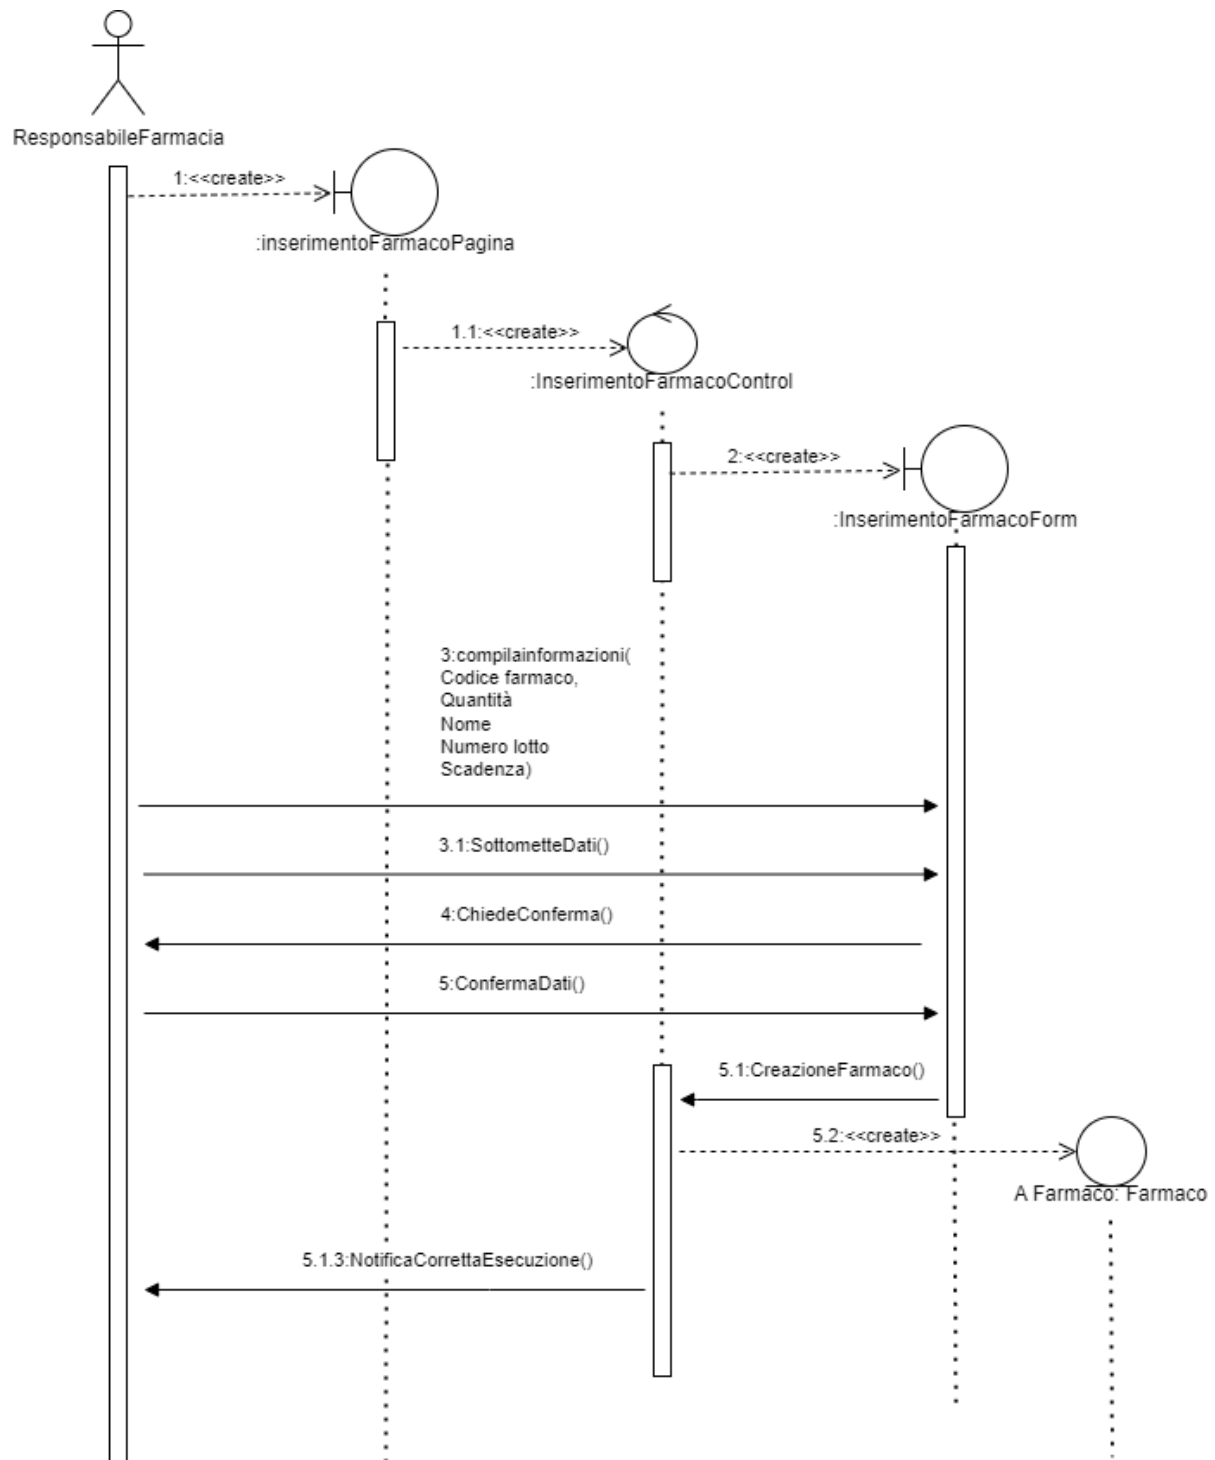 ResponsabileFarmacia
1:<<create>>
:inserimentoFarmacoPagina
1.1:<<create>>
:InserimentoFarmacoControl
2:<<create>>
:InserimentoFarmacoForm
3:compilainformazioni(
Codice farmaco,
Quantità
Nome
Numero lotto
Scadenza)
3.1:SottometteDati()
4:ChiedeConferma()
5:ConfermaDati()
5.1:CreazioneFarmaco()
5.2:<<create>>
A Farmaco: Farmaco
5.1.3:NotificaCorrettaEsecuzione()